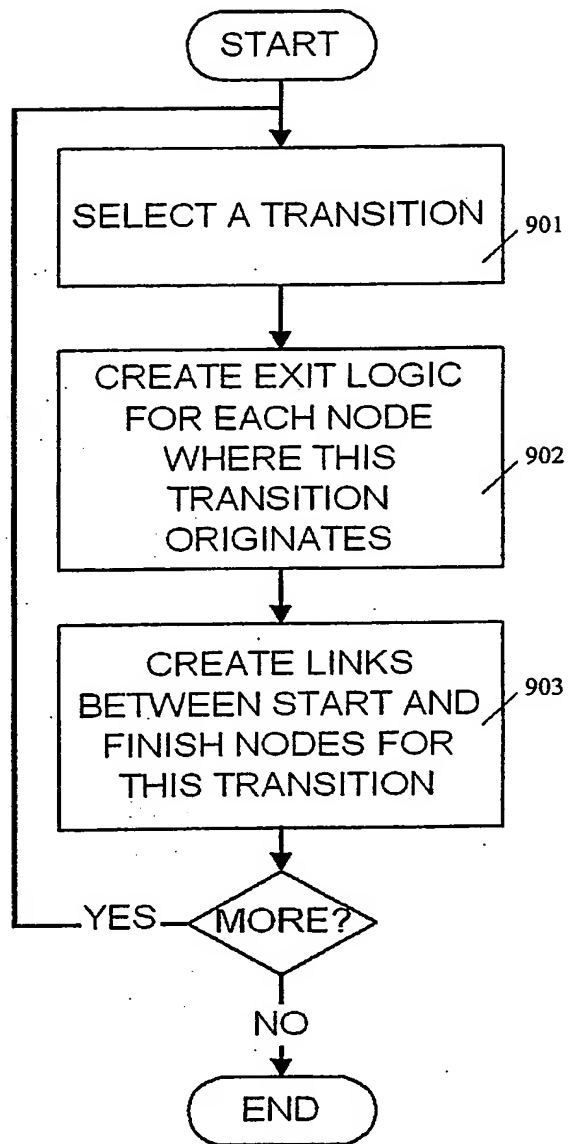 START
SELECT A TRANSITION
901
CREATE EXIT LOGIC
FOR EACH NODE
WHERE THIS
TRANSITION
ORIGINATES
902
CREATE LINKS
BETWEEN START AND
FINISH NODES FOR
THIS TRANSITION
903
YES
MORE?
NO
END